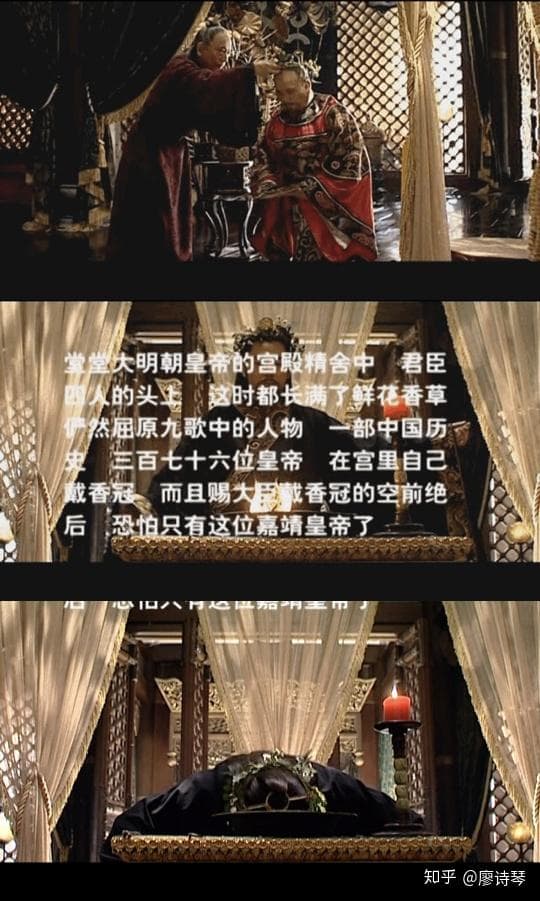 堂堂大明朝皇帝的宫殿精舍中 君臣
四人的头上 这时都长满了鲜花香草
俨然屈原九歌中的人物 一部中国历
史 三百七十六位皇帝 在宫里自己
戴香冠 而且赐大臣戴香冠的空前绝
后 恐怕只有这位嘉靖皇帝了
后 恐怕只有这位嘉靖皇帝了
知乎 @廖诗琴